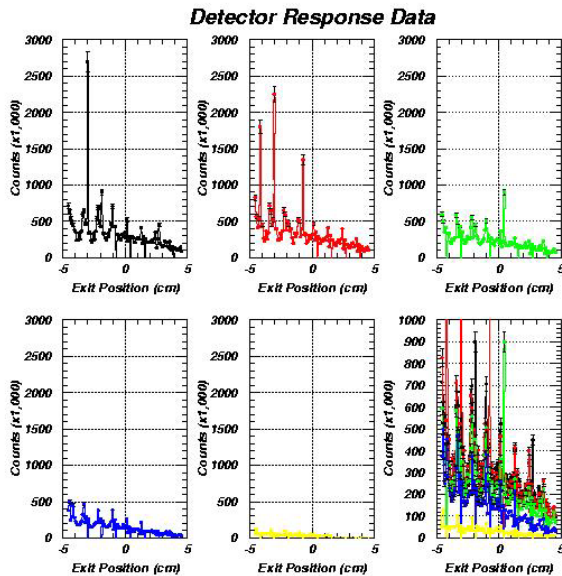 Detector Response Data
3000 3000 3000
2500 2500 2500
2000 2000 2000
1500 1500 1500
1000 1000 1000
500 500 500
0 0 0
Counts (x1,000) Counts (x1,000) Counts (x1,000)
-5 0 5 -5 0 5 -5 0 5
Exit Position (cm) Exit Position (cm) Exit Position (cm)
3000 3000 1000
900
2500 2500 800
700
2000 2000 600
1500 1500 500
400
1000 1000 300
500 500 200
100
0 0 0
Counts (x1,000) Counts (x1,000) Counts (x1,000)
-5 0 5 -5 0 5 -5 0 5
Exit Position (cm) Exit Position (cm) Exit Position (cm)